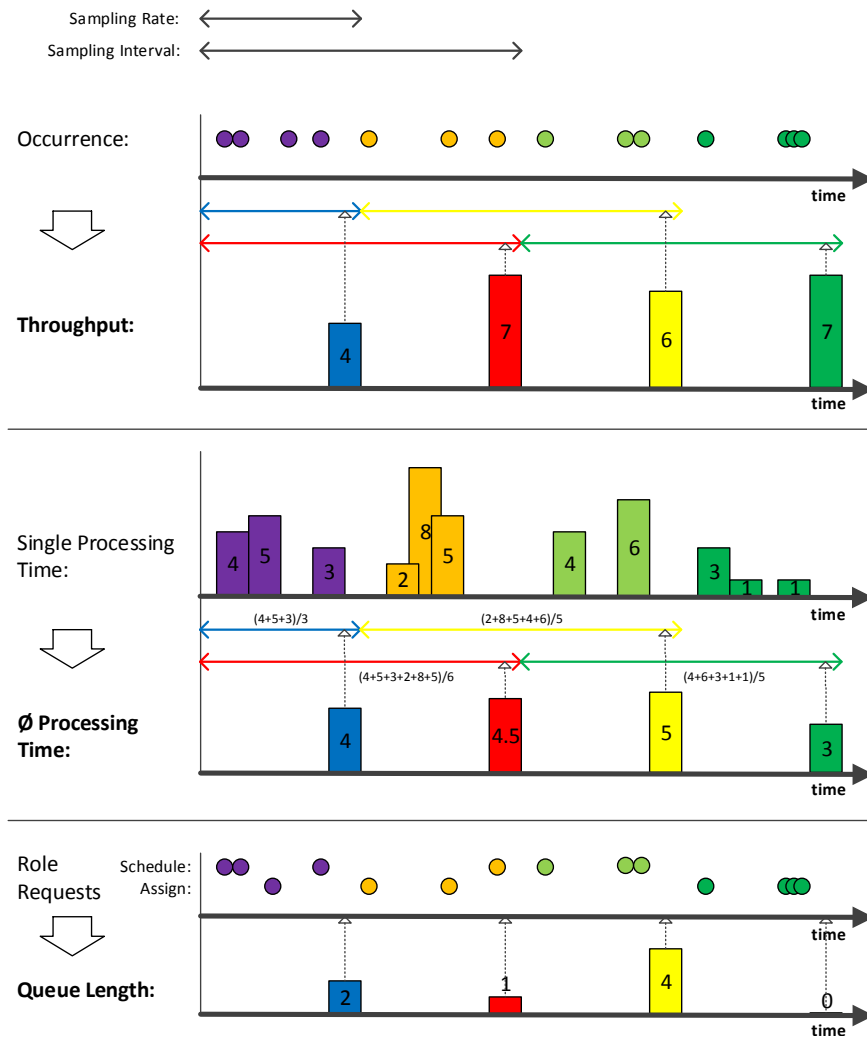 Sampling Rate:
Sampling Interval:
Occurrence:
time
Throughput:
4
7
6
7
time
Single Processing
Time:
4
5
3
2
8
5
4
6
3
1
1
time
(4+5+3)/3
(2+8+5+4+6)/5
(4+5+3+2+8+5)/6
(4+6+3+1+1)/5
Ø Processing
Time:
4
4.5
5
3
time
Role
Requests
Schedule:
Assign:
time
Queue Length:
2
1
4
0
time